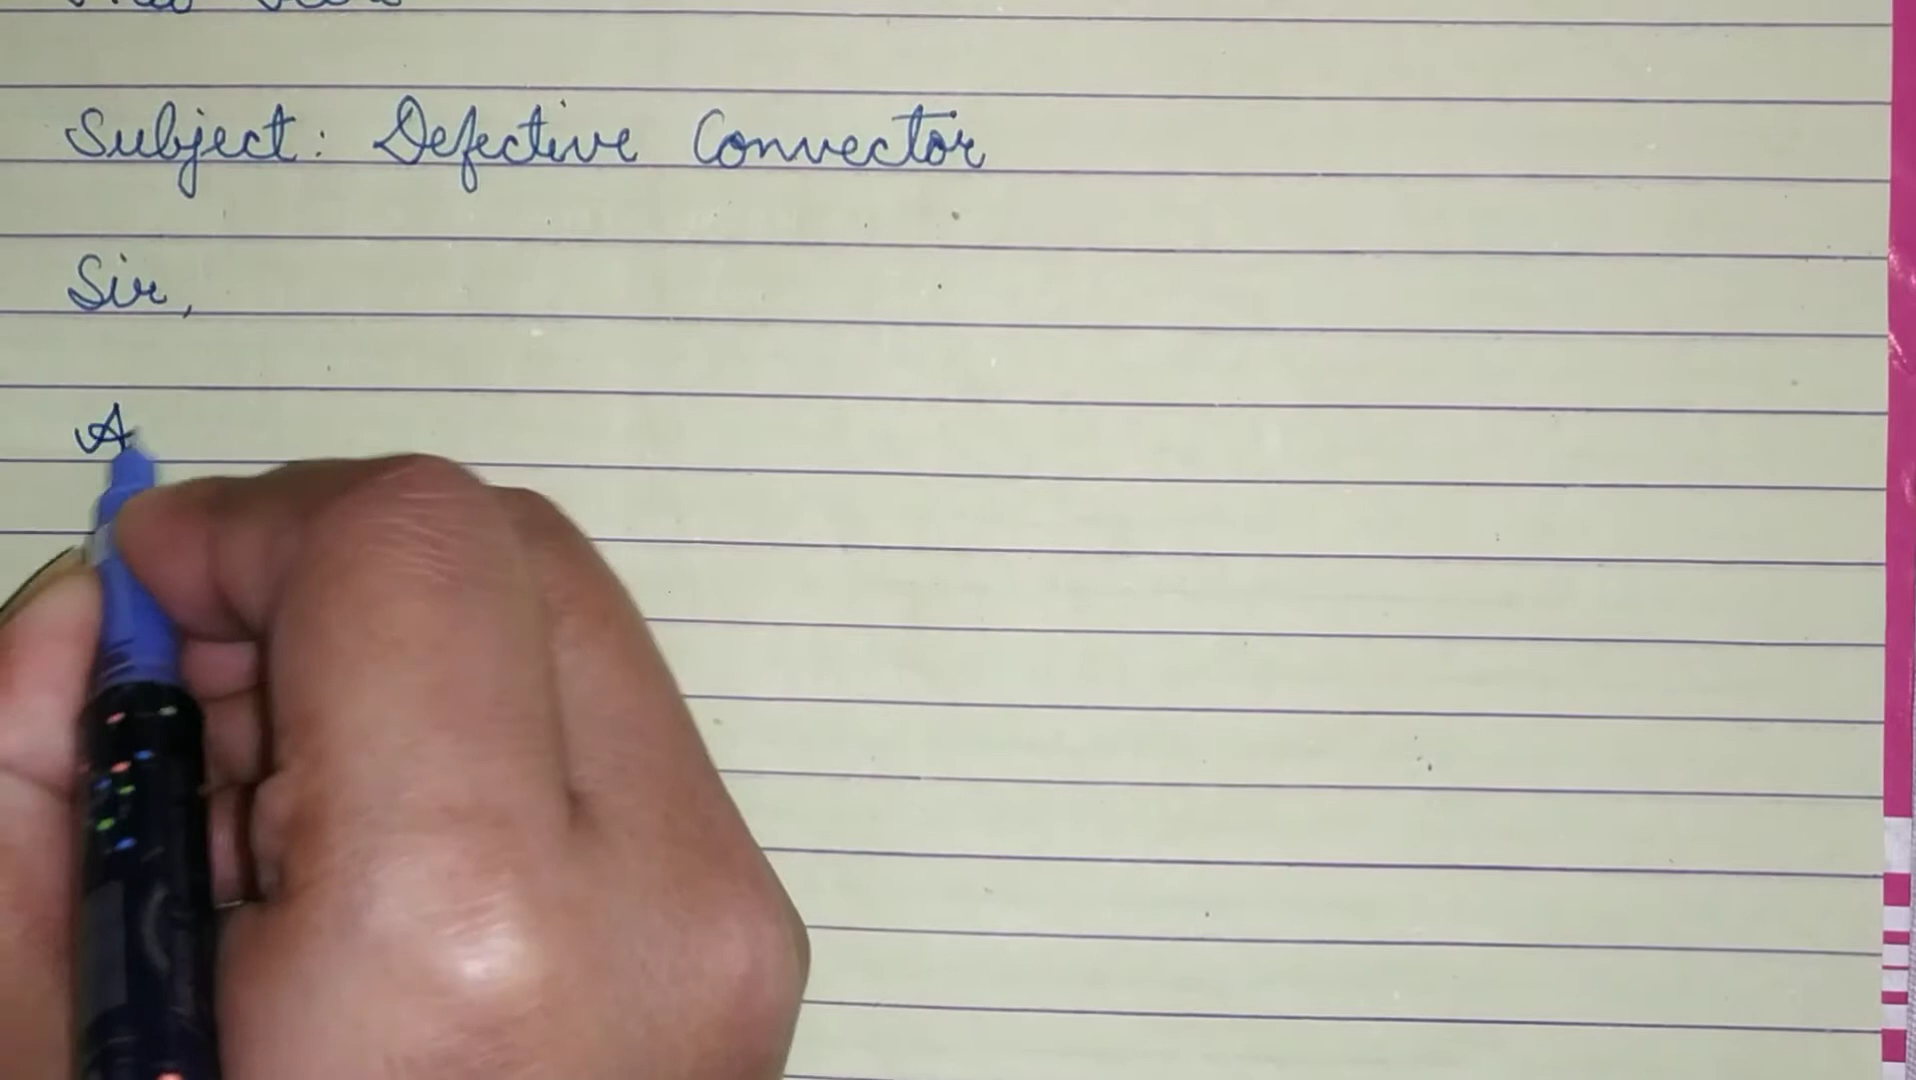 Subject: Defective Convector
Sir,
A